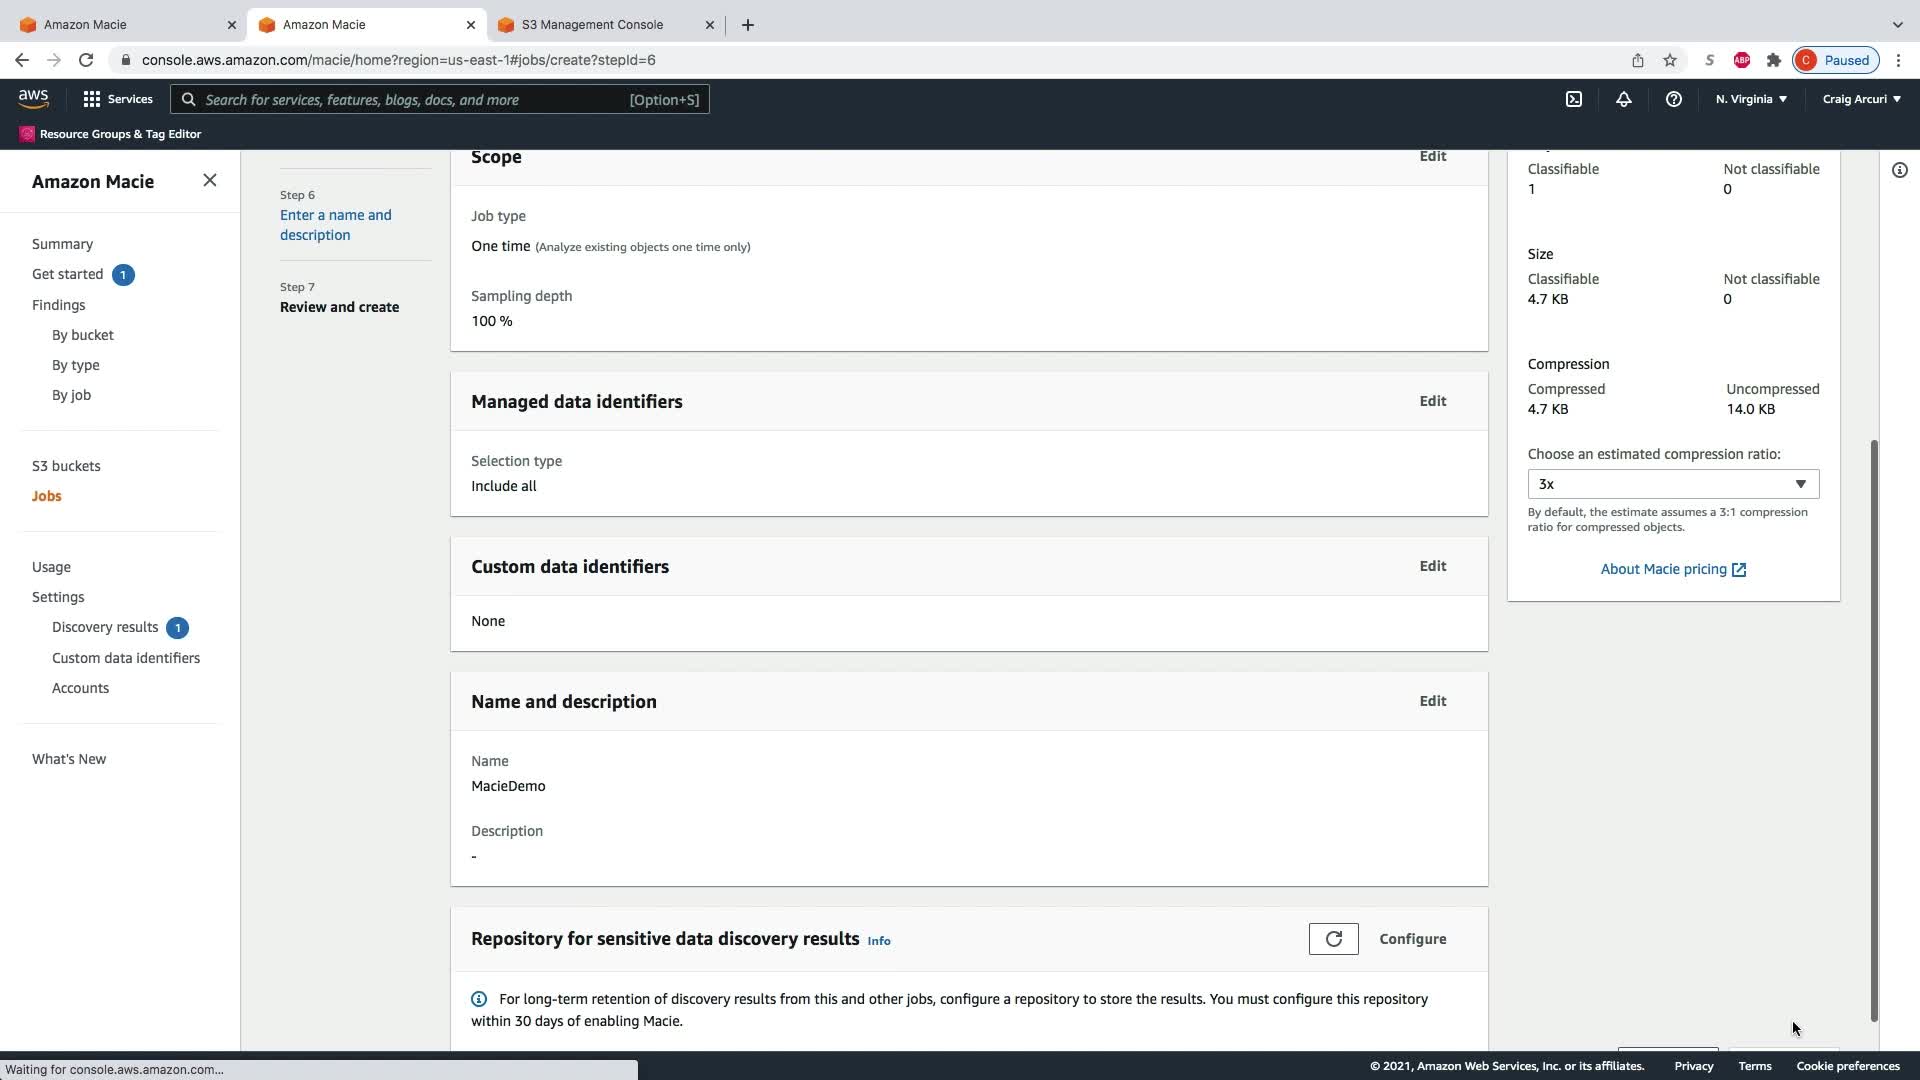 Amazon Macie
Amazon Macie
S3 Management Console
console.aws.amazon.com/macie/home?region=us-east-1#jobs/create?stepId=6
S
ABP
C Paused
aws
Services
Search for services, features, blogs, docs, and more [Option+S]
N. Virginia
Craig Arcuri
Resource Groups & Tag Editor
Amazon Macie
Summary
Get started 1
Findings
By bucket
By type
By job
S3 buckets
Jobs
Usage
Settings
Discovery results 1
Custom data identifiers
Accounts
What's New
Step 6
Enter a name and
description
Step 7
Review and create
Scope Edit
Job type
One time (Analyze existing objects one time only)
Sampling depth
100 %
Managed data identifiers Edit
Selection type
Include all
Custom data identifiers Edit
None
Name and description Edit
Name
MacieDemo
Description
-
Repository for sensitive data discovery results Info Configure
For long-term retention of discovery results from this and other jobs, configure a repository to store the results. You must configure this repository
within 30 days of enabling Macie.
Classifiable Not classifiable
1 0
Size
Classifiable Not classifiable
4.7 KB 0
Compression
Compressed Uncompressed
4.7 KB 14.0 KB
Choose an estimated compression ratio:
3x
By default, the estimate assumes a 3:1 compression
ratio for compressed objects.
About Macie pricing
Waiting for console.aws.amazon.com...
© 2021, Amazon Web Services, Inc. or its affiliates. Privacy Terms Cookie preferences